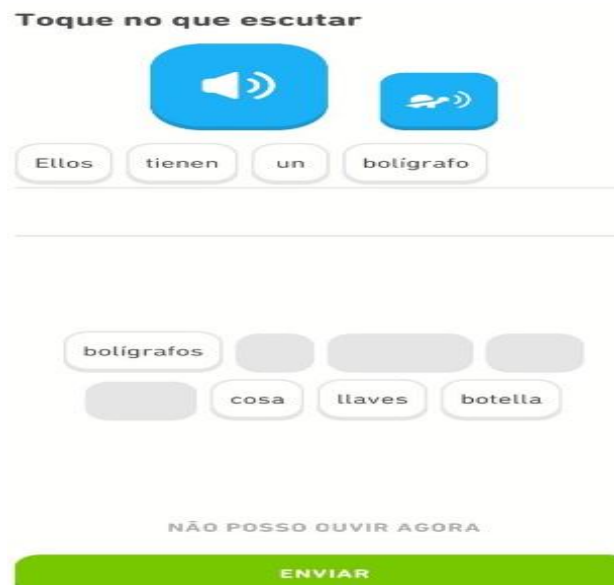 Toque no que escutar
Ellos tienen un bolígrafo
bolígrafos
cosa llaves botella
NÃO POSSO OUVIR AGORA
ENVIAR